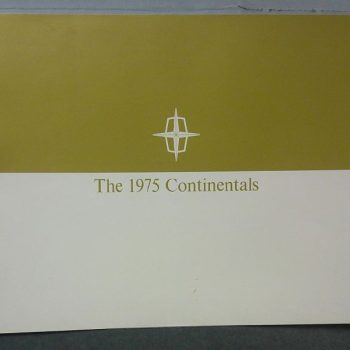 The 1975 Continentals